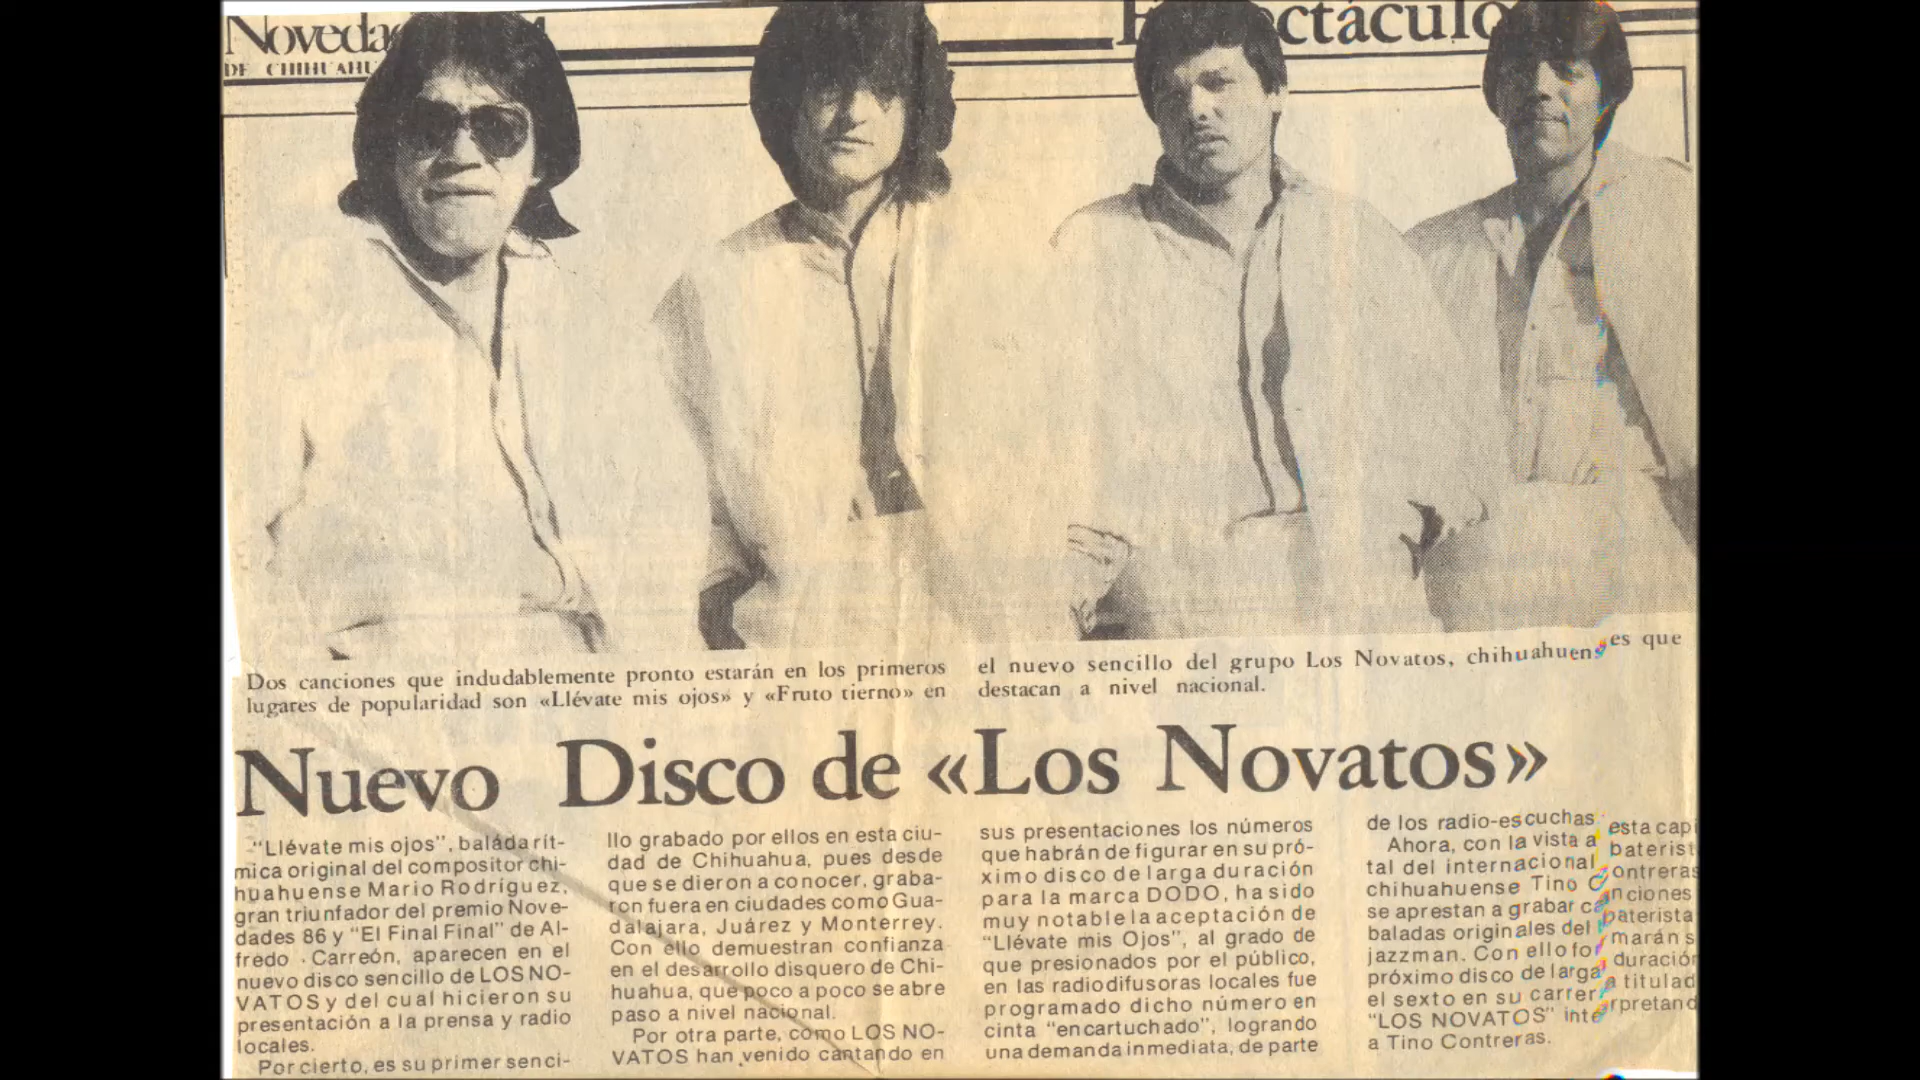 Novedad
DE CHIHUAHU
Espectáculo
Dos canciones que indudablemente pronto estarán en los primeros
lugares de popularidad son «Llévate mis ojos» y «Fruto tierno» en
el nuevo sencillo del grupo Los Novatos, chihuahuenses que
destacan a nivel nacional.
Nuevo Disco de «Los Novatos»
"Llévate mis ojos", baláda rít-
mica original del compositor chi-
huahuense Mario Rodríguez,
gran triunfador del premio Nove-
dades 86 y "El Final Final" de Al-
fredo Carreón, aparecen en el
nuevo disco sencillo de LOS NO-
VATOS y del cual hicieron su
presentación a la prensa y radio
locales.
Por cierto, es su primer senci-
llo grabado por ellos en esta ciu-
dad de Chihuahua, pues desde
que se dieron a conocer, graba-
ron fuera en ciudades como Gua-
dalajara, Juárez y Monterrey.
Con ello demuestran confianza
en el desarrollo disquero de Chi-
huahua, que poco a poco se abre
paso a nivel nacional.
Por otra parte, como LOS NO-
VATOS han venido cantando en
sus presentaciones los números
que habrán de figurar en su pró-
ximo disco de larga duración
para la marca DODO, ha sido
muy notable la aceptación de
"Llévate mis Ojos", al grado de
que presionados por el público,
en las radiodifusoras locales fue
programado dicho número en
cinta "encartuchado", logrando
una demanda inmediata, de parte
de los radio-escuchas
Ahora, con la vista a esta capi
tal del internacional baterist
chihuahuense Tino Contreras
se aprestan a grabar canciones
baladas originales del baterista
jazzman. Con ello formarán s
próximo disco de larga duración
el sexto en su carrera titulad
"LOS NOVATOS" interpretand
a Tino Contreras.